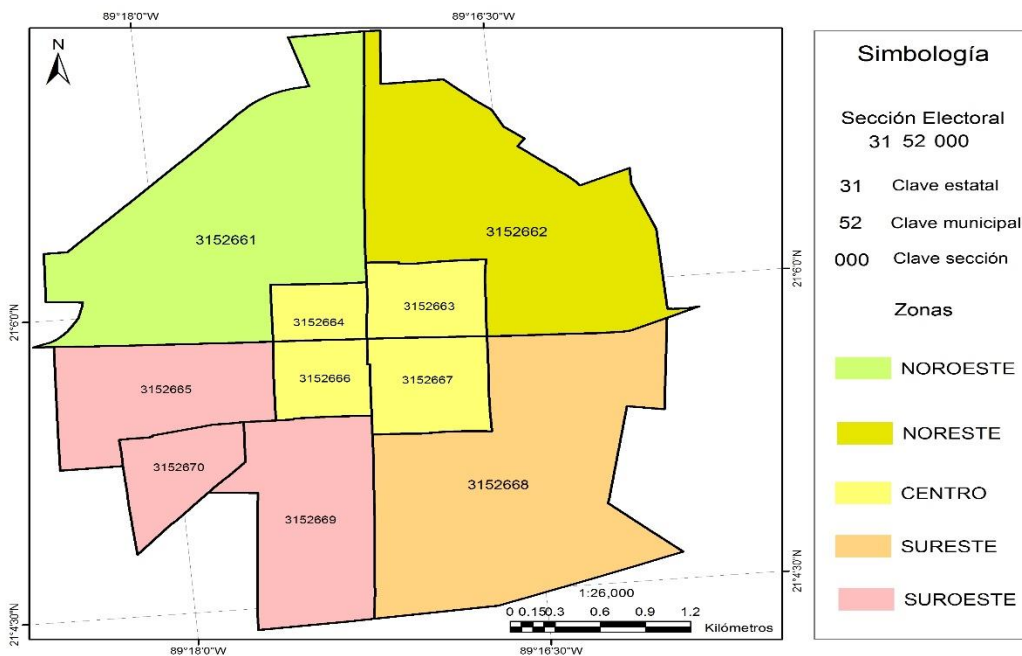 89°18'0"W
89°16'30"W
N
3152661
3152662
3152663
3152664
3152665
3152666
3152667
3152670
3152668
3152669
21°6'0"N
21°6'0"N
21°4'30"N
21°4'30"N
1:26,000
0 0.150.3 0.6 0.9 1.2
Kilómetros
89°18'0"W
89°16'30"W
Simbología
Sección Electoral
31 52 000
31 Clave estatal
52 Clave municipal
000 Clave sección
Zonas
NOROESTE
NORESTE
CENTRO
SURESTE
SUROESTE